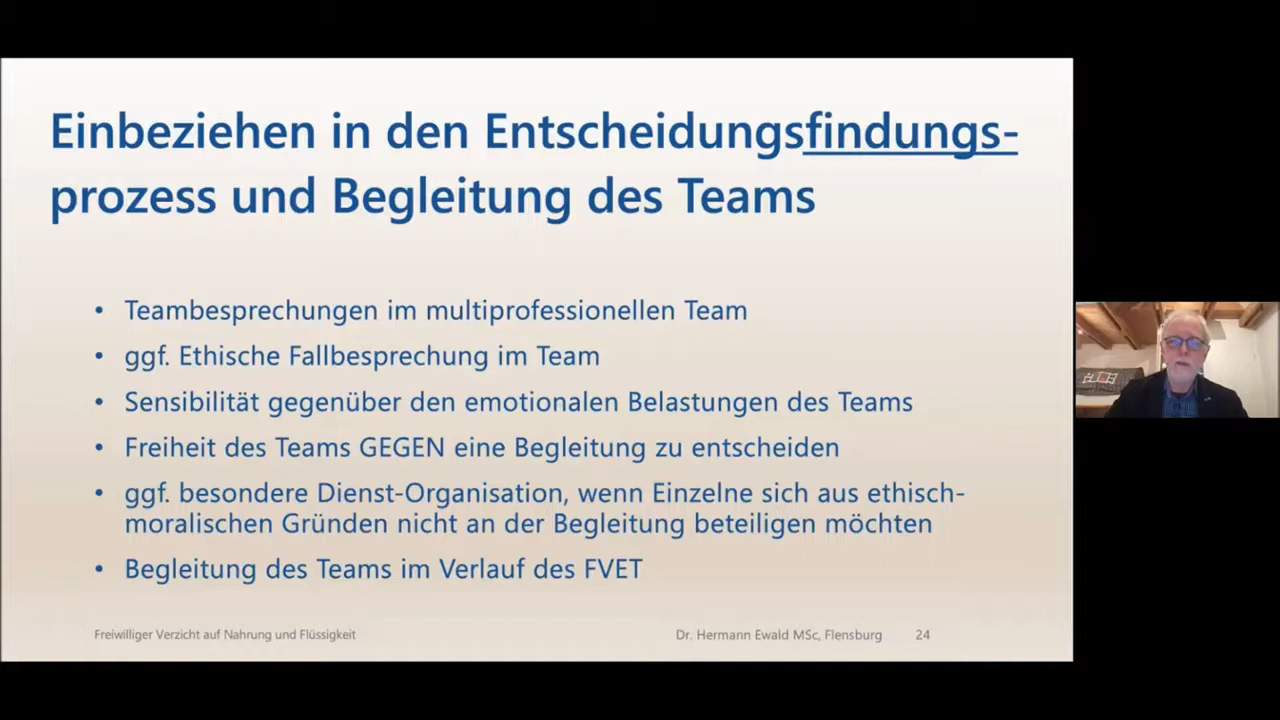 Einbeziehen in den Entscheidungsfindungs-
prozess und Begleitung des Teams
• Teambesprechungen im multiprofessionellen Team
• ggf. Ethische Fallbesprechung im Team
• Sensibilität gegenüber den emotionalen Belastungen des Teams
• Freiheit des Teams GEGEN eine Begleitung zu entscheiden
• ggf. besondere Dienst-Organisation, wenn Einzelne sich aus ethisch-
moralischen Gründen nicht an der Begleitung beteiligen möchten
• Begleitung des Teams im Verlauf des FVET
Freiwilliger Verzicht auf Nahrung und Flüssigkeit
Dr. Hermann Ewald MSc, Flensburg 24